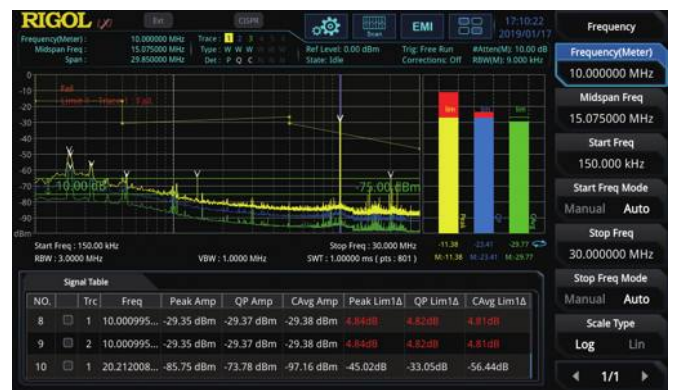 RIGOL Ext CISPR Scan EMI 17:10:22
2019/01/17
Frequency(Meter) : 10.000000 MHz Trace : 1 2 3 4 5 6
Midspan Freq : 15.075000 MHz Type : W W W W W W
Span : 29.850000 MHz Det : P Q C
Ref Level: 0.00 dBm Trig: Free Run #Atten(M): 10.00 dB
State: Idle Corrections: Off RBW(M): 9.000 kHz
0
-10
-20
-30
-40
-50
-60
-70
-80
-90
dBm
Fail
Limit 1 Trace 1 Fail
10.00 dB
-75.00 dBm
lim lim lim
Peak QP CAvg
Start Freq : 150.00 kHz Stop Freq : 30.000 MHz
RBW : 3.0000 MHz VBW : 1.0000 MHz SWT : 1.0000 ms ( pts : 801 )
-11.38 -23.41 -29.77
M:-11.38 M:-23.41 M:-29.77
Signal Table
NO. Trc Freq Peak Amp QP Amp CAvg Amp Peak Lim1Δ QP Lim1Δ CAvg Lim1Δ
8 1 10.000995... -29.35 dBm -29.37 dBm -29.38 dBm 4.84dB 4.82dB 4.81dB
9 2 10.000995... -29.35 dBm -29.37 dBm -29.38 dBm 4.84dB 4.82dB 4.81dB
10 1 20.212008... -85.75 dBm -73.78 dBm -97.16 dBm -45.02dB -33.05dB -56.44dB
Frequency
Frequency(Meter)
10.000000 MHz
Midspan Freq
15.075000 MHz
Start Freq
150.000 kHz
Start Freq Mode
Manual Auto
Stop Freq
30.000000 MHz
Stop Freq Mode
Manual Auto
Scale Type
Log Lin
1/1